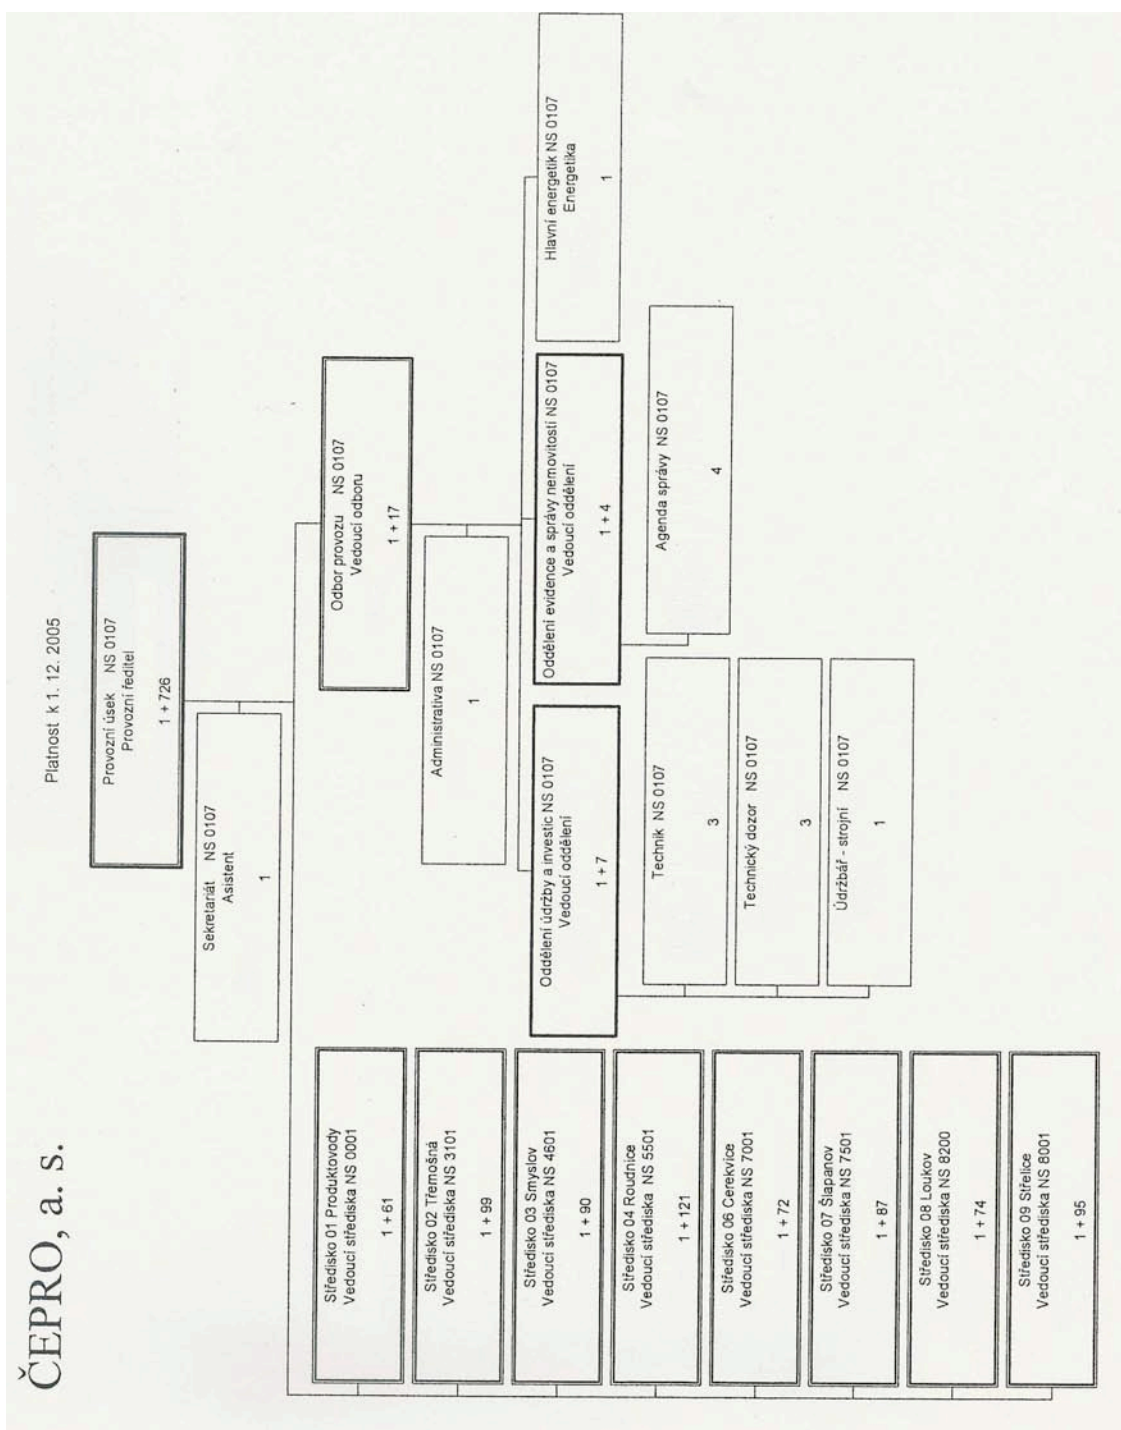 ČEPRO, a. s.
Platnost k 1. 12. 2005
Provozní úsek NS 0107
Provozní ředitel
1 + 726
Sekretariát NS 0107
Asistent
1
Odbor provozu NS 0107
Vedoucí odboru
1 + 17
Administrativa NS 0107
1
Oddělení údržby a investic NS 0107
Vedoucí oddělení
1 + 7
Oddělení evidence a správy nemovitostí NS 0107
Vedoucí oddělení
1 + 4
Hlavní energetik NS 0107
Energetika
1
Technik NS 0107
3
Technický dozor NS 0107
3
Údržbář - strojní NS 0107
1
Agenda správy NS 0107
4
Středisko 01 Produktovody
Vedoucí střediska NS 0001
1 + 61
Středisko 02 Třemošná
Vedoucí střediska NS 3101
1 + 99
Středisko 03 Smyslov
Vedoucí střediska NS 4601
1 + 90
Středisko 04 Roudnice
Vedoucí střediska NS 5501
1 + 121
Středisko 06 Cerekvice
Vedoucí střediska NS 7001
1 + 72
Středisko 07 Šlapanov
Vedoucí střediska NS 7501
1 + 87
Středisko 08 Loukov
Vedoucí střediska NS 8200
1 + 74
Středisko 09 Střelice
Vedoucí střediska NS 8001
1 + 95